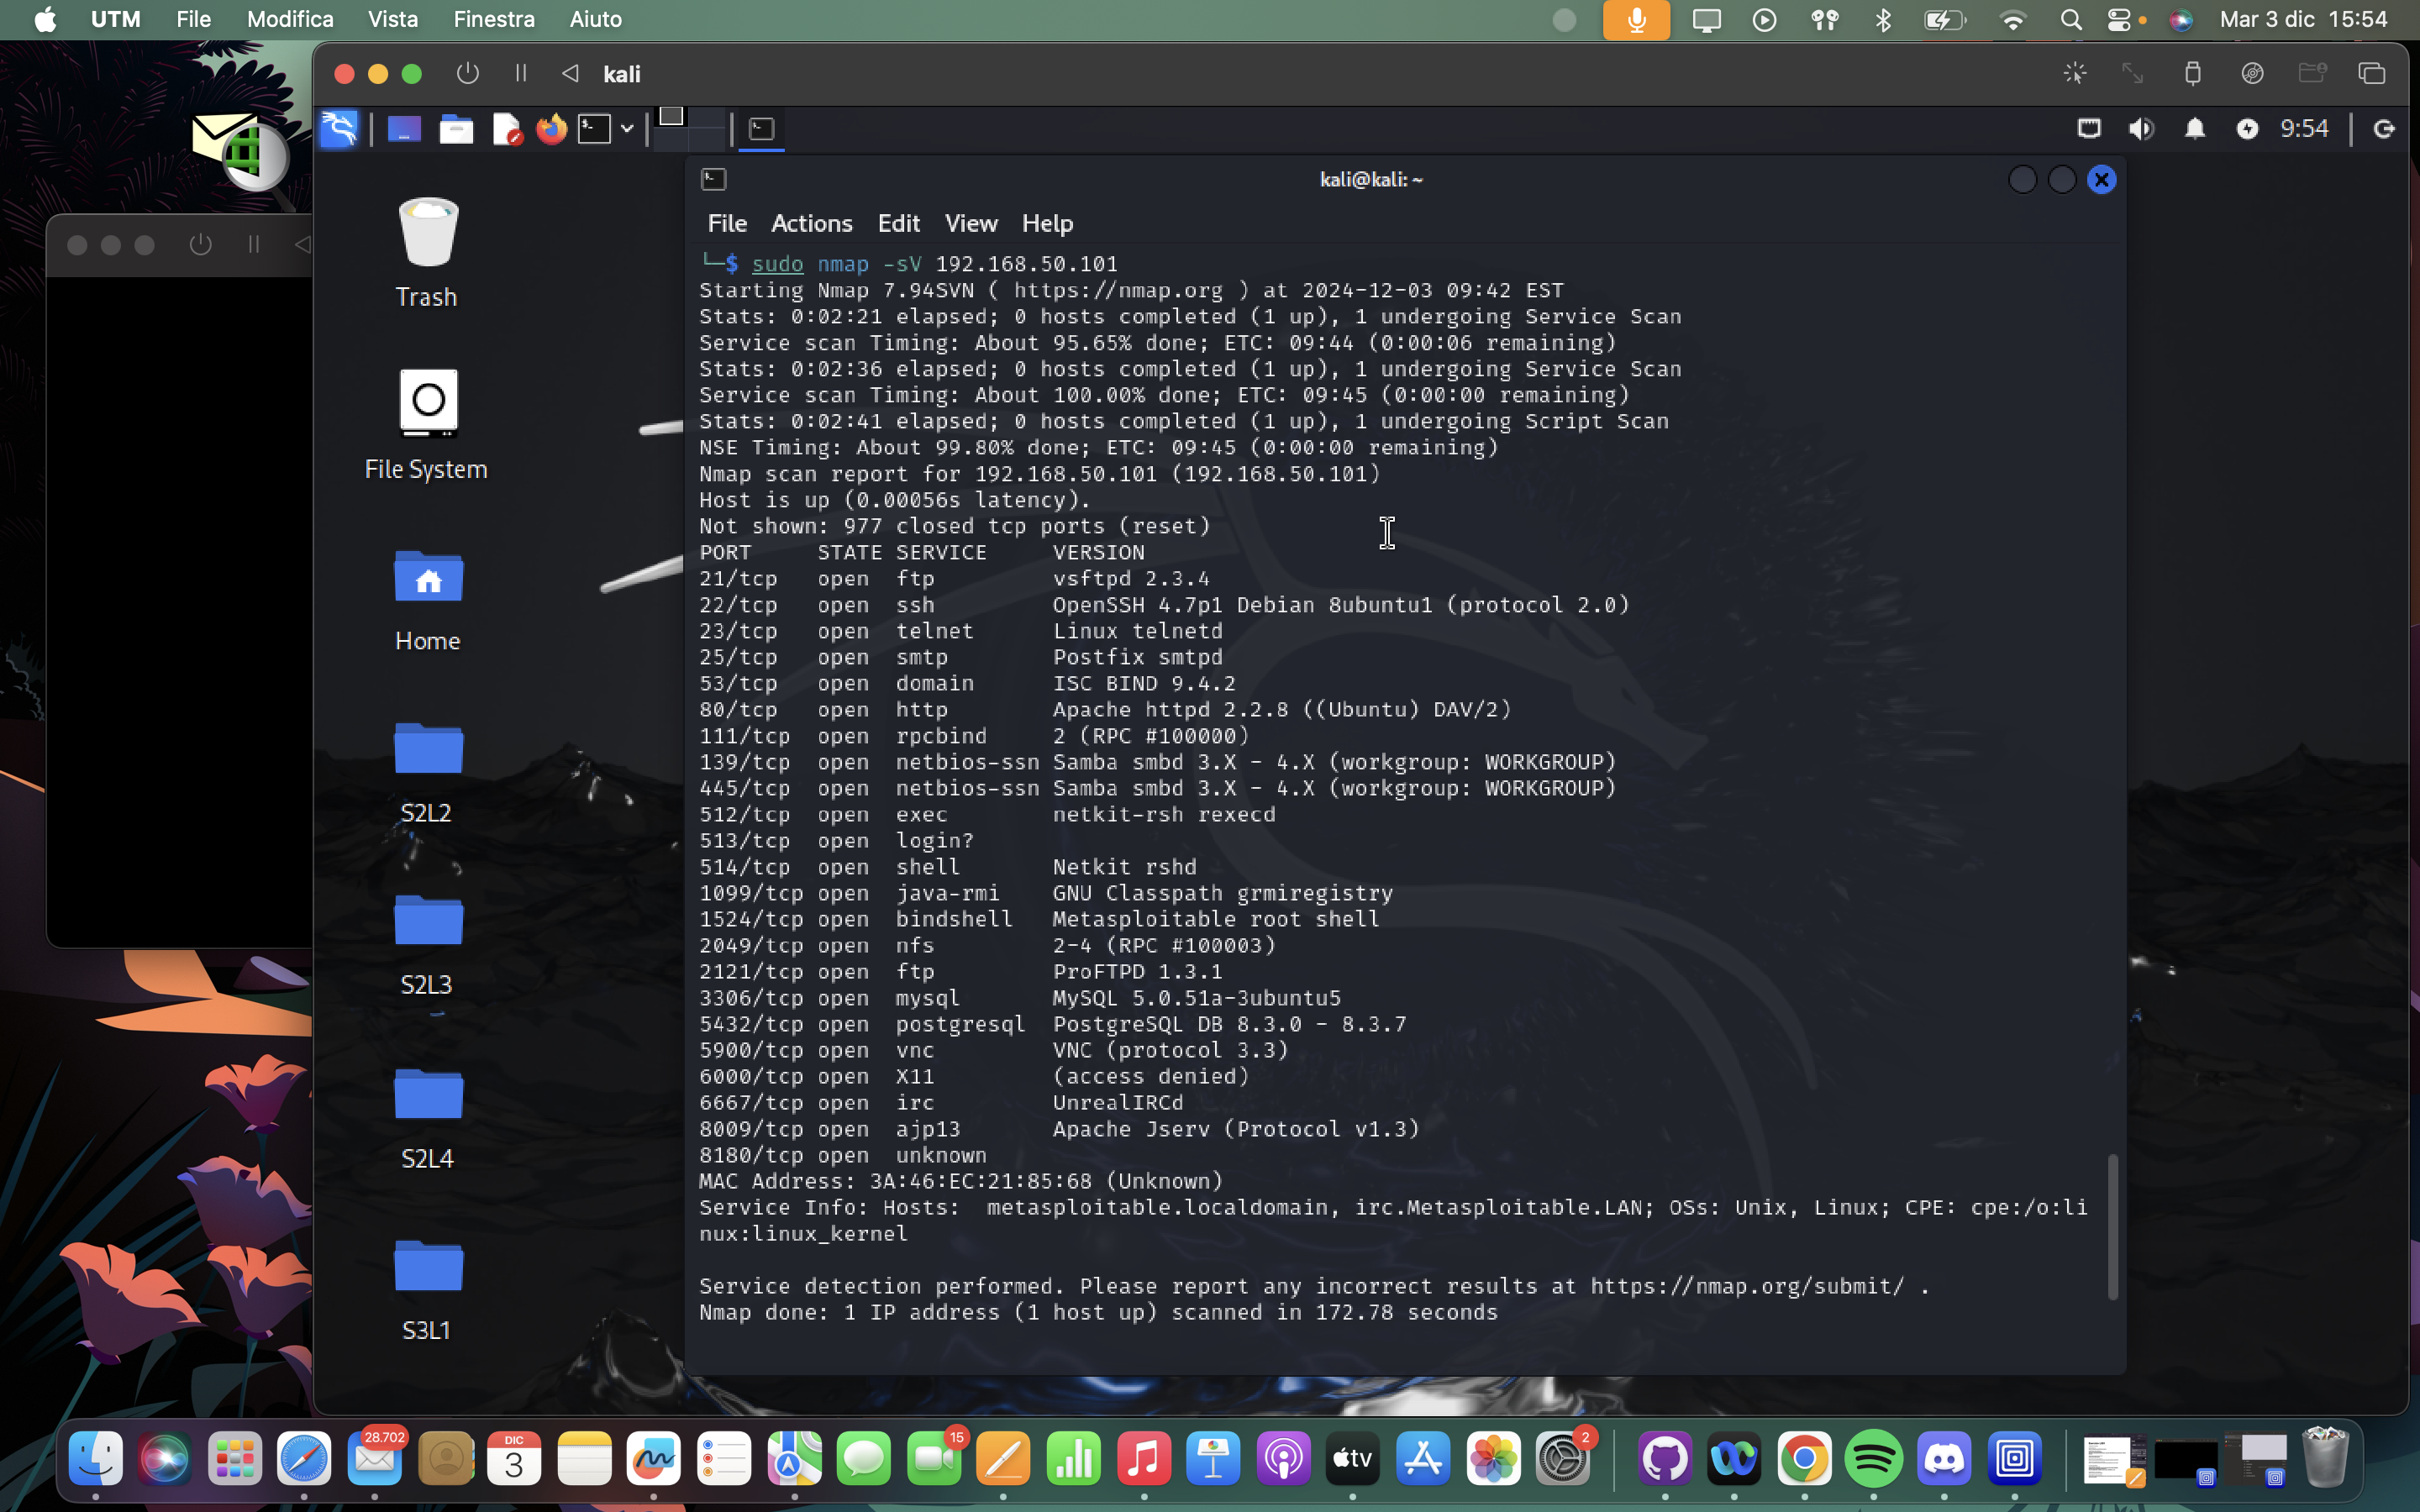 UTM File Modifica Vista Finestra Aiuto Mar 3 dic 15:54
kali
9:54
kali@kali: ~
File Actions Edit View Help
Trash
File System
Home
S2L2
S2L3
S2L4
S3L1
└─$ sudo nmap -sV 192.168.50.101
Starting Nmap 7.94SVN ( https://nmap.org ) at 2024-12-03 09:42 EST
Stats: 0:02:21 elapsed; 0 hosts completed (1 up), 1 undergoing Service Scan
Service scan Timing: About 95.65% done; ETC: 09:44 (0:00:06 remaining)
Stats: 0:02:36 elapsed; 0 hosts completed (1 up), 1 undergoing Service Scan
Service scan Timing: About 100.00% done; ETC: 09:45 (0:00:00 remaining)
Stats: 0:02:41 elapsed; 0 hosts completed (1 up), 1 undergoing Script Scan
NSE Timing: About 99.80% done; ETC: 09:45 (0:00:00 remaining)
Nmap scan report for 192.168.50.101 (192.168.50.101)
Host is up (0.00056s latency).
Not shown: 977 closed tcp ports (reset)
PORT STATE SERVICE VERSION
21/tcp open ftp vsftpd 2.3.4
22/tcp open ssh OpenSSH 4.7p1 Debian 8ubuntu1 (protocol 2.0)
23/tcp open telnet Linux telnetd
25/tcp open smtp Postfix smtpd
53/tcp open domain ISC BIND 9.4.2
80/tcp open http Apache httpd 2.2.8 ((Ubuntu) DAV/2)
111/tcp open rpcbind 2 (RPC #100000)
139/tcp open netbios-ssn Samba smbd 3.X - 4.X (workgroup: WORKGROUP)
445/tcp open netbios-ssn Samba smbd 3.X - 4.X (workgroup: WORKGROUP)
512/tcp open exec netkit-rsh rexecd
513/tcp open login?
514/tcp open shell Netkit rshd
1099/tcp open java-rmi GNU Classpath grmiregistry
1524/tcp open bindshell Metasploitable root shell
2049/tcp open nfs 2-4 (RPC #100003)
2121/tcp open ftp ProFTPD 1.3.1
3306/tcp open mysql MySQL 5.0.51a-3ubuntu5
5432/tcp open postgresql PostgreSQL DB 8.3.0 - 8.3.7
5900/tcp open vnc VNC (protocol 3.3)
6000/tcp open X11 (access denied)
6667/tcp open irc UnrealIRCd
8009/tcp open ajp13 Apache Jserv (Protocol v1.3)
8180/tcp open unknown
MAC Address: 3A:46:EC:21:85:68 (Unknown)
Service Info: Hosts:  metasploitable.localdomain, irc.Metasploitable.LAN; OSs: Unix, Linux; CPE: cpe:/o:li
nux:linux_kernel
Service detection performed. Please report any incorrect results at https://nmap.org/submit/ .
Nmap done: 1 IP address (1 host up) scanned in 172.78 seconds
28.702
DIC
3
15
tv
2